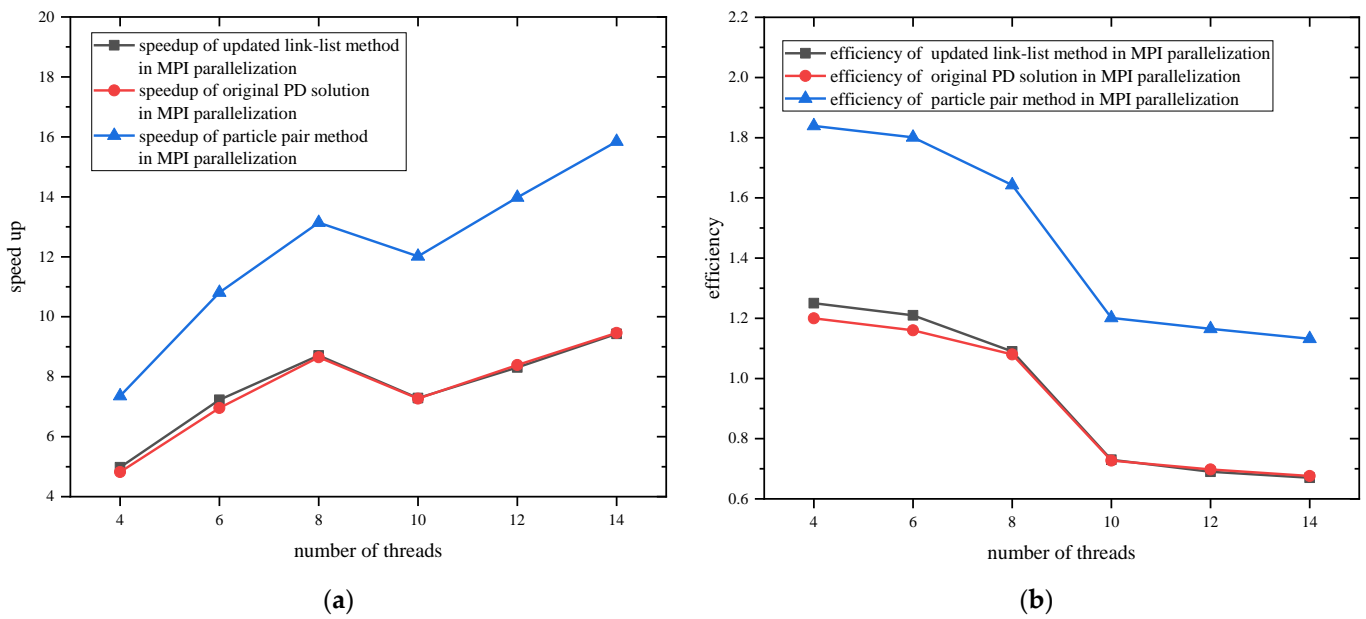 20
18
16
14
12
10
8
6
4
speed up
speedup of updated link-list method
in MPI parallelization
speedup of original PD solution
in MPI parallelization
speedup of particle pair method
in MPI parallelization
4 6 8 10 12 14
number of threads
(a)
2.2
2.0
1.8
1.6
1.4
1.2
1.0
0.8
0.6
efficiency
efficiency of updated link-list method in MPI parallelization
efficiency of original PD solution in MPI parallelization
efficiency of particle pair method in MPI parallelization
4 6 8 10 12 14
number of threads
(b)